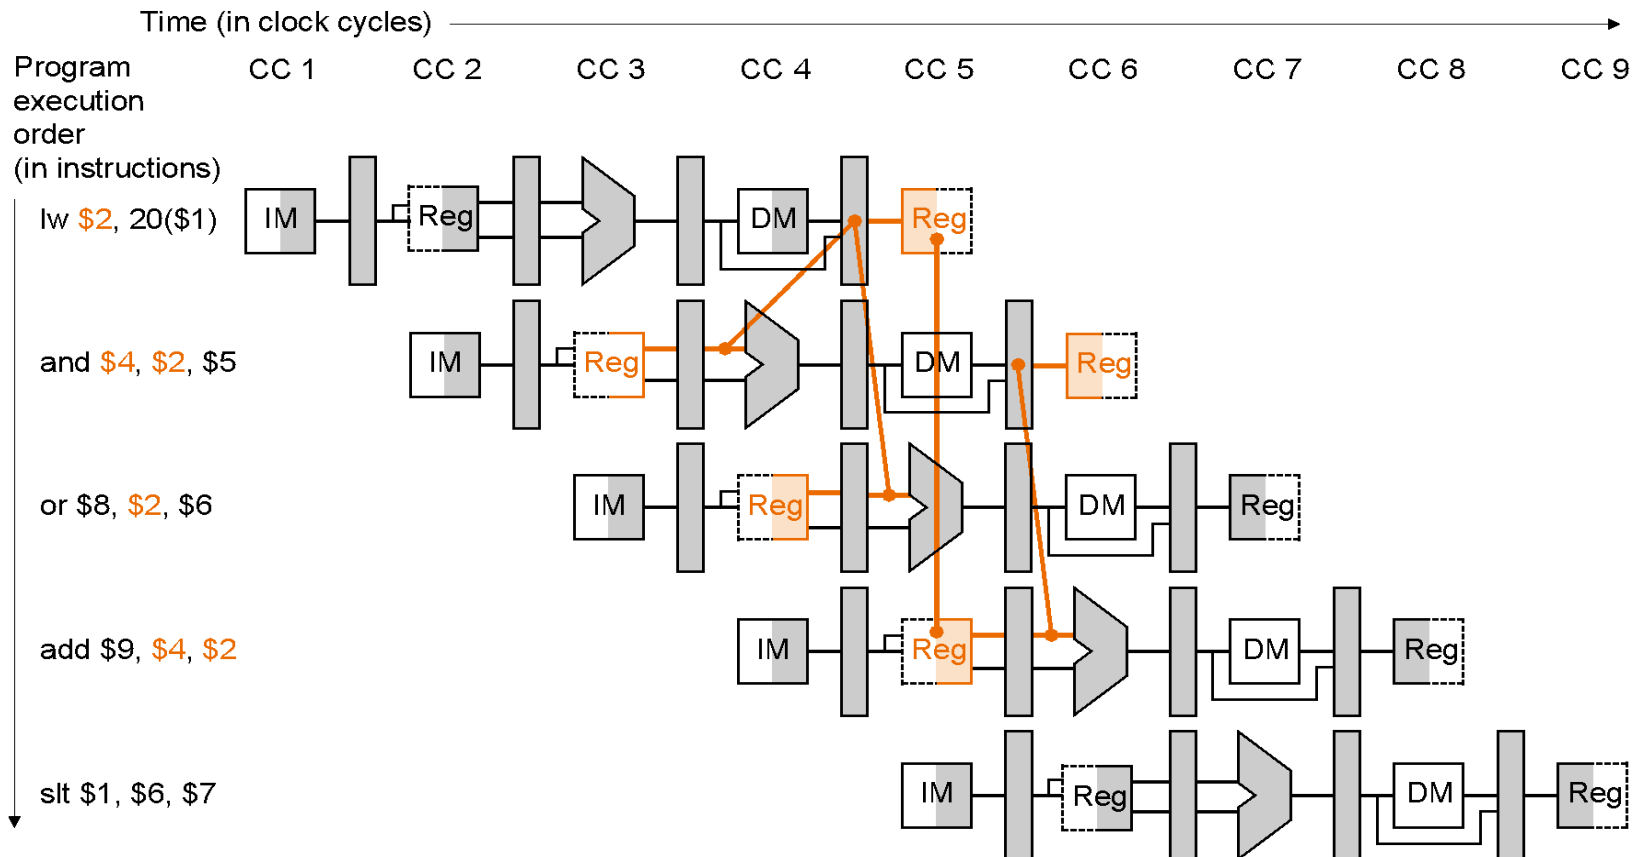 Time (in clock cycles)
Program
execution
order
(in instructions)
CC 1 CC 2 CC 3 CC 4 CC 5 CC 6 CC 7 CC 8 CC 9
lw $2, 20($1) IM Reg DM Reg
and $4, $2, $5 IM Reg DM Reg
or $8, $2, $6 IM Reg DM Reg
add $9, $4, $2 IM Reg DM Reg
slt $1, $6, $7 IM Reg DM Reg